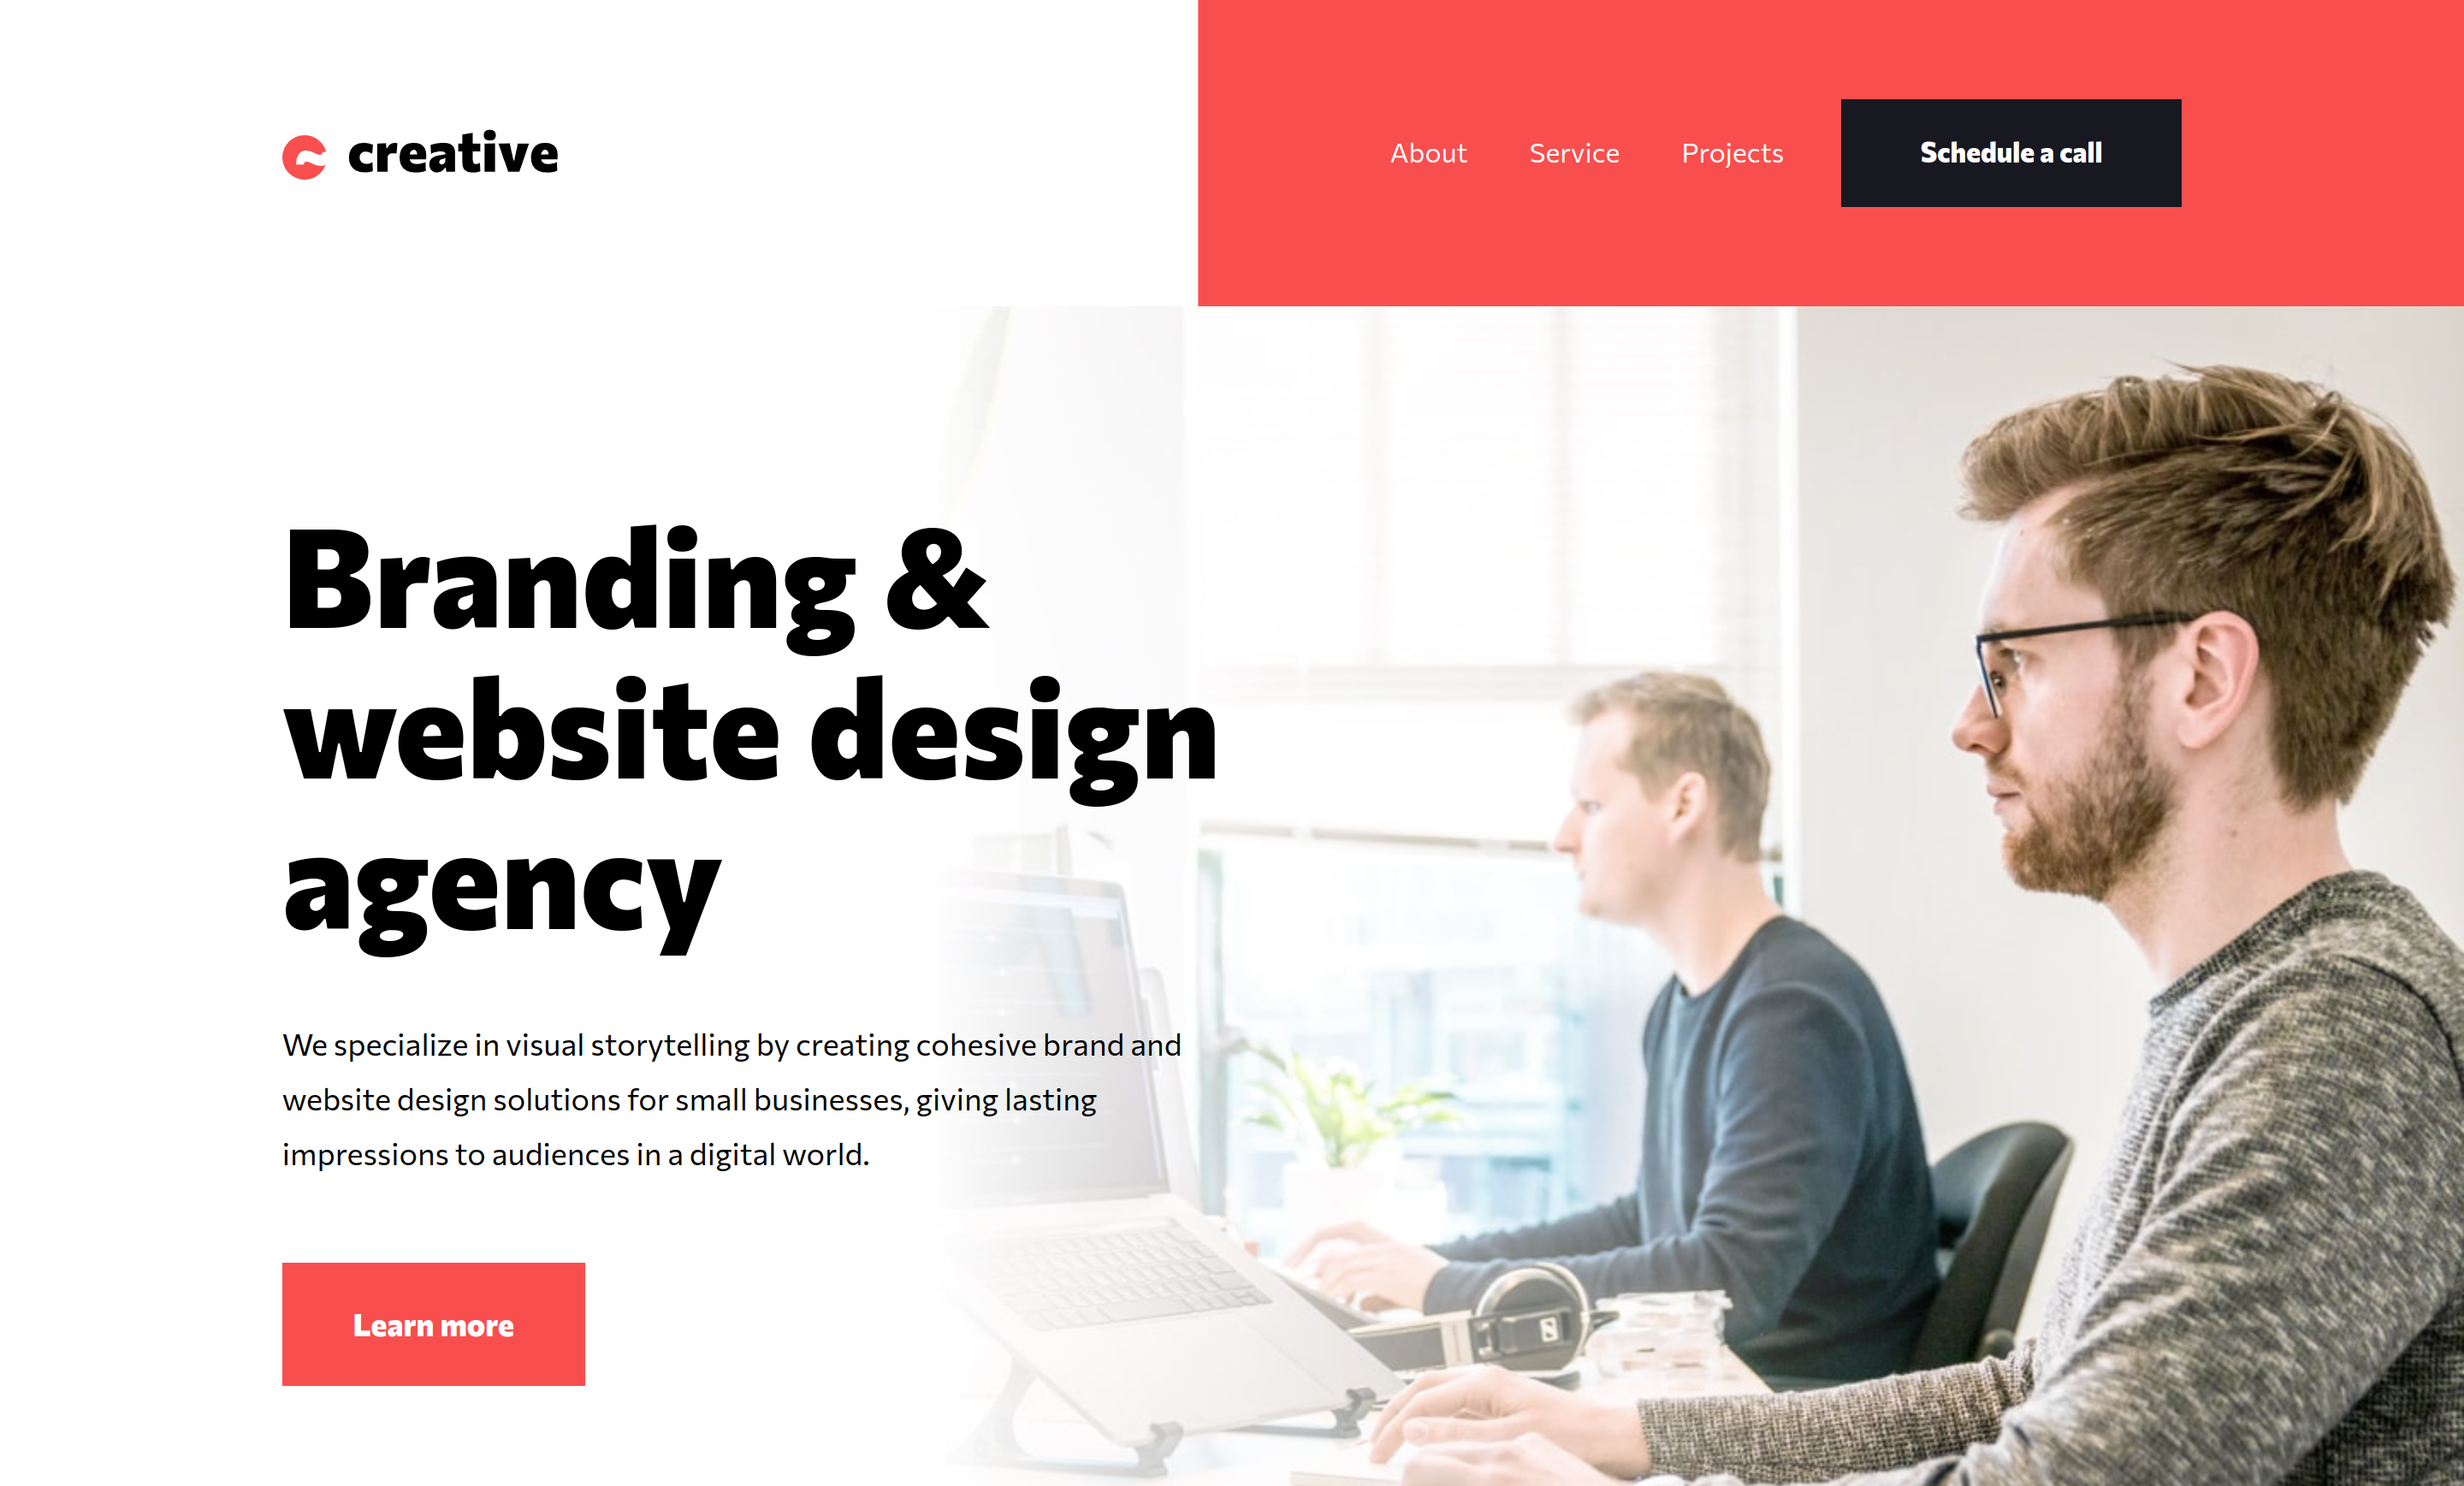 creative
About
Service
Projects
Schedule a call
Branding &
website design
agency
We specialize in visual storytelling by creating cohesive brand and
website design solutions for small businesses, giving lasting
impressions to audiences in a digital world.
Learn more